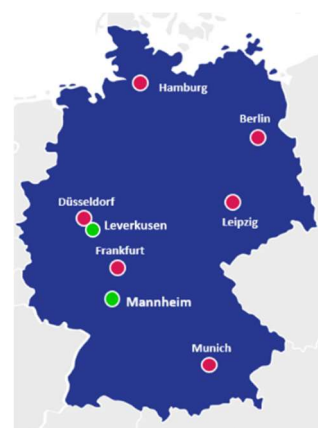 Hamburg
Berlin
Düsseldorf
Leverkusen
Leipzig
Frankfurt
Mannheim
Munich